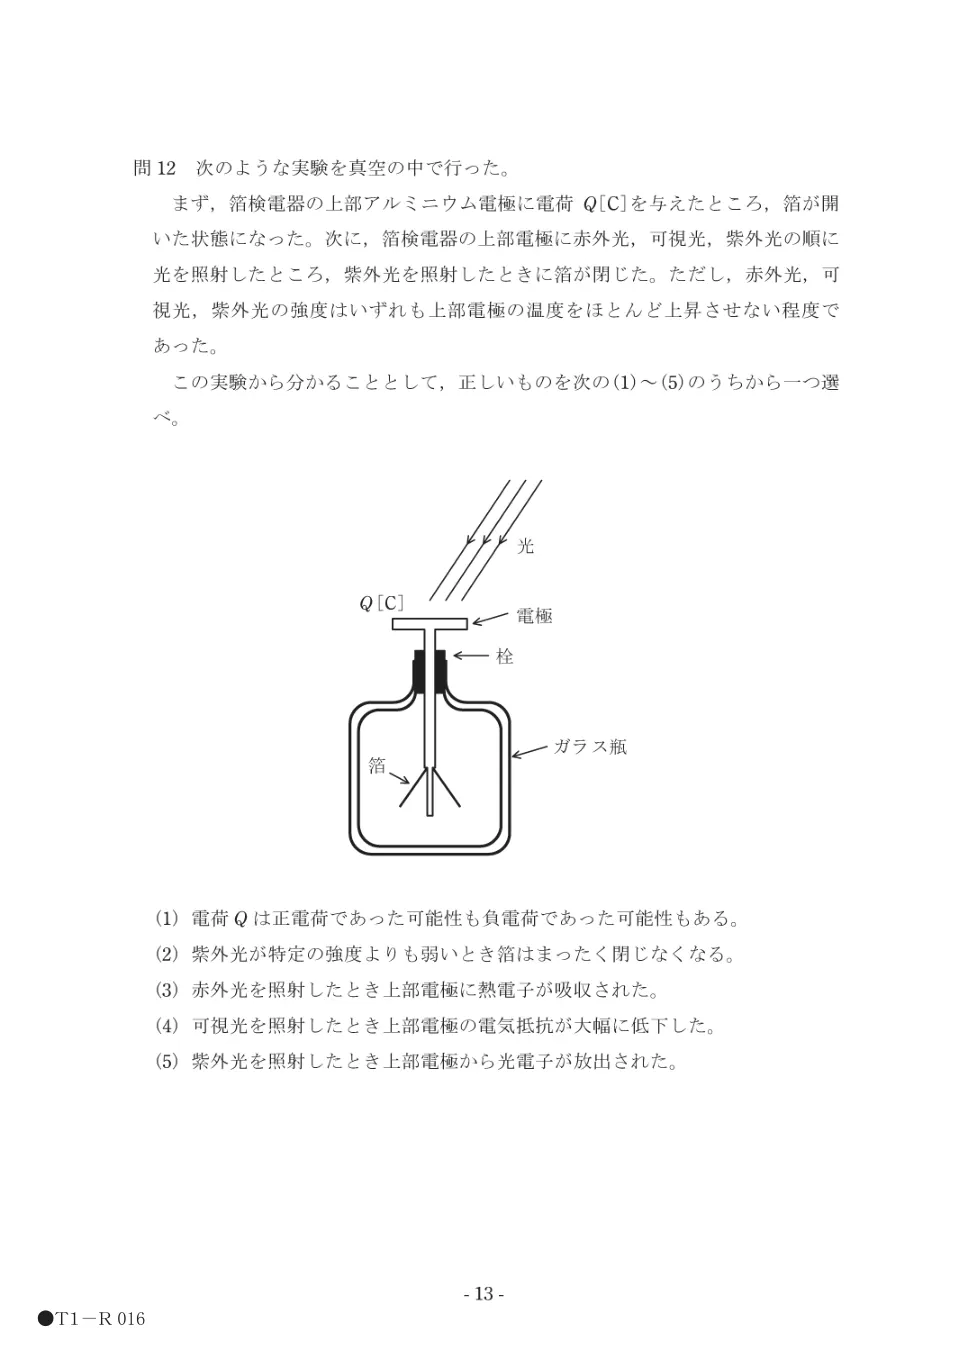 問12　次のような実験を真空の中で行った。
まず，箔検電器の上部アルミニウム電極に電荷 Q[C]を与えたところ，箔が開
いた状態になった。次に，箔検電器の上部電極に赤外光，可視光，紫外光の順に
光を照射したところ，紫外光を照射したときに箔が閉じた。ただし，赤外光，可
視光，紫外光の強度はいずれも上部電極の温度をほとんど上昇させない程度で
あった。
この実験から分かることとして，正しいものを次の(1)～(5)のうちから一つ選
べ。
光
Q[C]
電極
栓
ガラス瓶
箔
(1) 電荷 Q は正電荷であった可能性も負電荷であった可能性もある。
(2) 紫外光が特定の強度よりも弱いとき箔はまったく閉じなくなる。
(3) 赤外光を照射したとき上部電極に熱電子が吸収された。
(4) 可視光を照射したとき上部電極の電気抵抗が大幅に低下した。
(5) 紫外光を照射したとき上部電極から光電子が放出された。
- 13 -
●T1－R 016